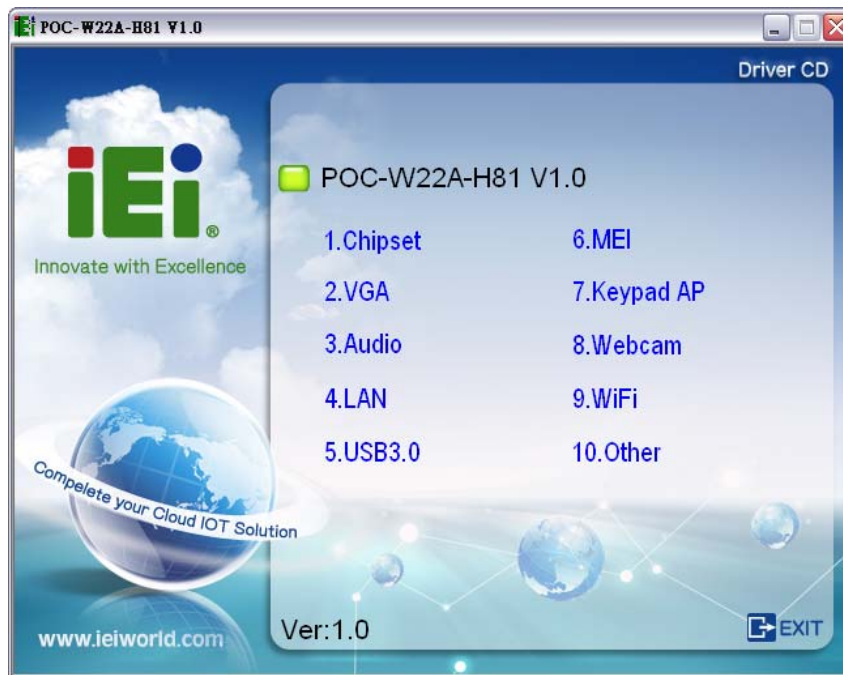 POC-W22A-H81 V1.0
Driver CD
iEi®
Innovate with Excellence
POC-W22A-H81 V1.0
1.Chipset
2.VGA
3.Audio
4.LAN
5.USB3.0
6.MEI
7.Keypad AP
8.Webcam
9.WiFi
10.Other
Compelete your Cloud IOT Solution
www.ieiworld.com
Ver:1.0
EXIT